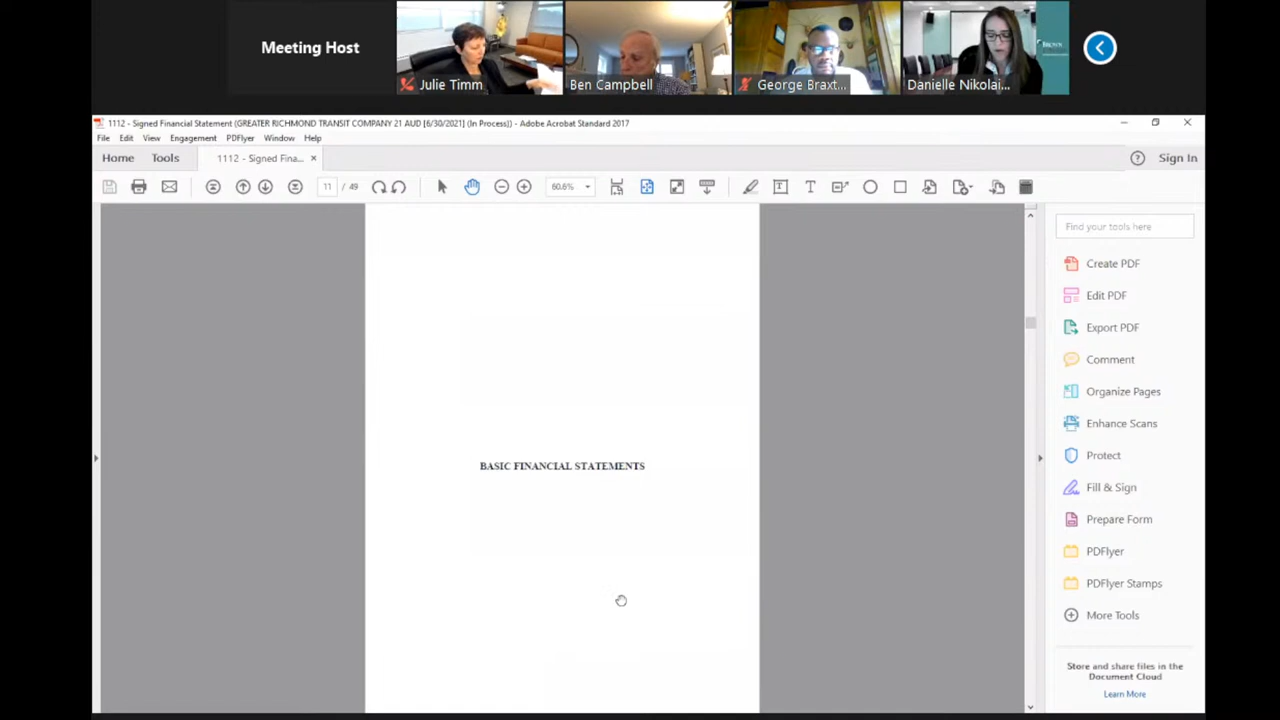 Meeting Host
Julie Timm
Ben Campbell
George Braxt...
Danielle Nikolai...
1112 - Signed Financial Statement (GREATER RICHMOND TRANSIT COMPANY 21 AUD [6/30/2021] (In Process)) - Adobe Acrobat Standard 2017
File Edit View Engagement PDFlyer Window Help
Home Tools 1112 - Signed Fina... ×
Sign In
11 / 49
60.8%
BASIC FINANCIAL STATEMENTS
Find your tools here
Create PDF
Edit PDF
Export PDF
Comment
Organize Pages
Enhance Scans
Protect
Fill & Sign
Prepare Form
PDFlyer
PDFlyer Stamps
More Tools
Store and share files in the
Document Cloud
Learn More